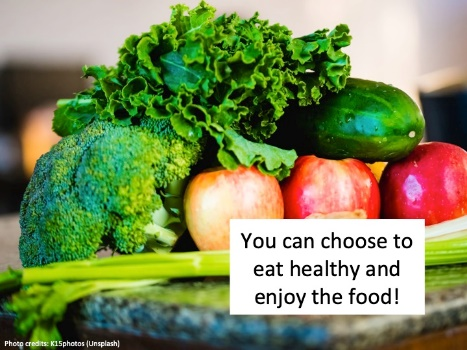 You can choose to
eat healthy and
enjoy the food!
Photo credits: K15photos (Unsplash)